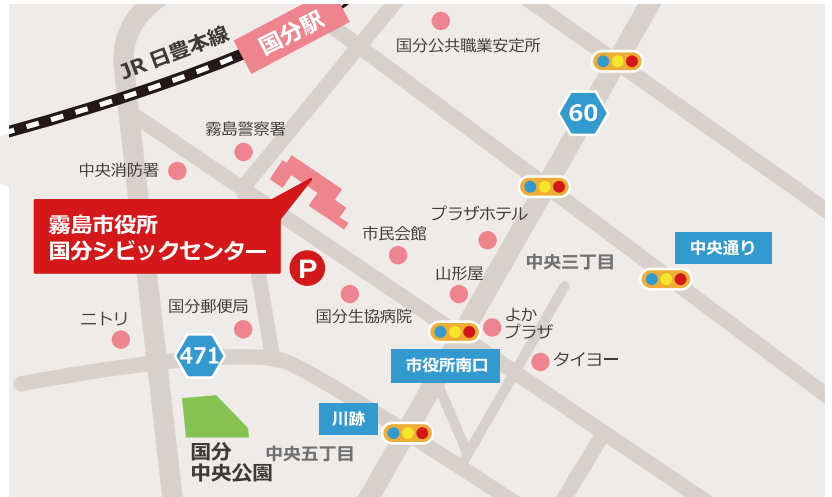 国分駅
JR日豊本線
国分公共職業安定所
60
霧島警察署
中央消防署
霧島市役所
国分シビックセンター
プラザホテル
市民会館
中央通り
中央三丁目
P
山形屋
国分生協病院
国分郵便局
ニトリ
よか
プラザ
471
市役所南口
タイヨー
川跡
国分
中央公園
中央五丁目